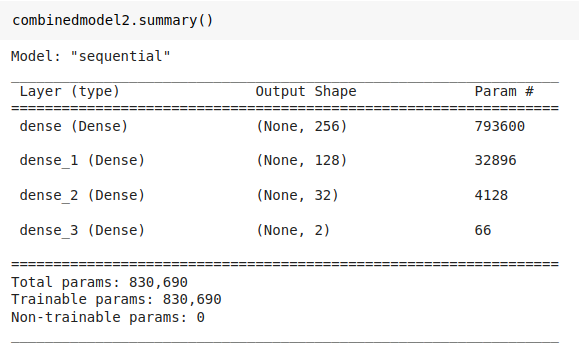 combinedmodel2.summary()
Model: "sequential"
Layer (type) Output Shape Param #
dense (Dense) (None, 256) 793600
dense_1 (Dense) (None, 128) 32896
dense_2 (Dense) (None, 32) 4128
dense_3 (Dense) (None, 2) 66
Total params: 830,690
Trainable params: 830,690
Non-trainable params: 0